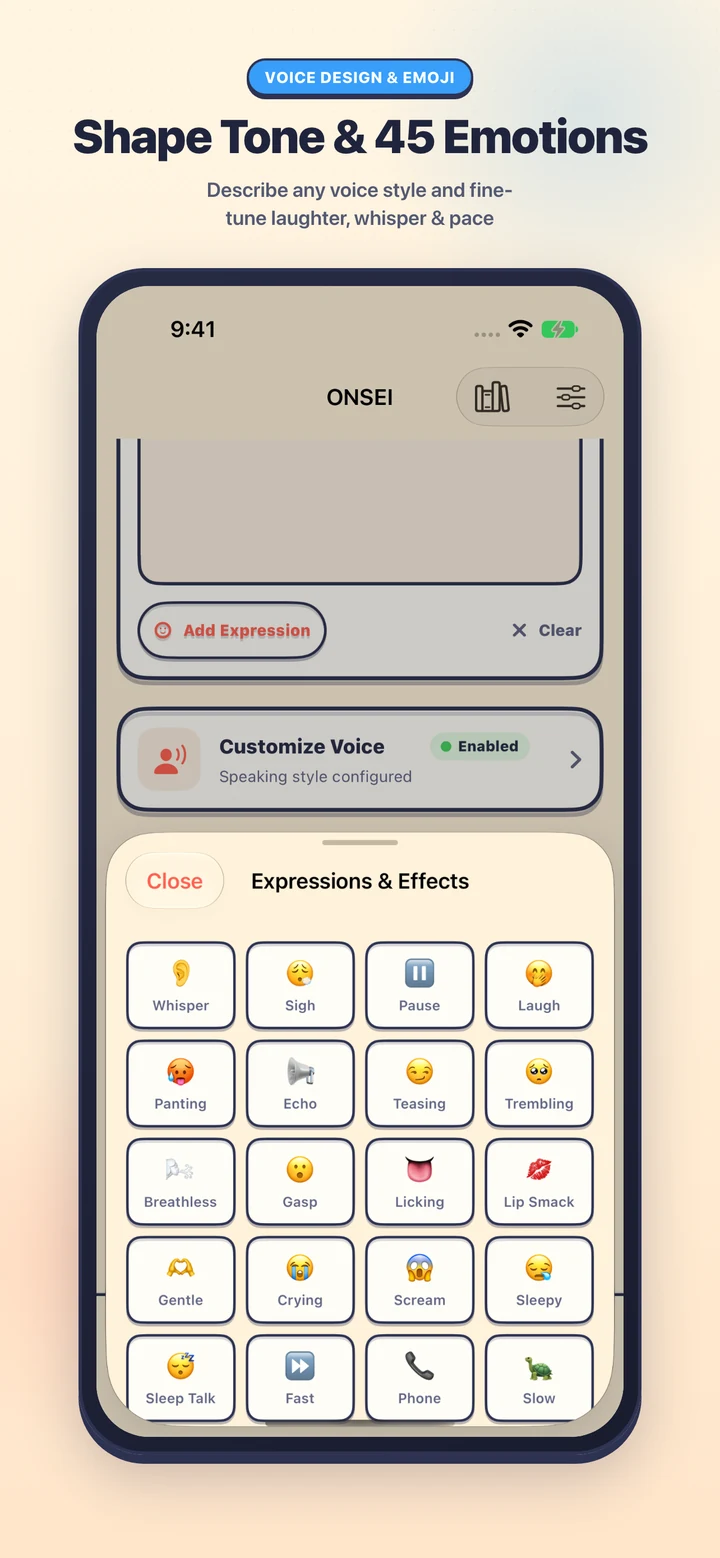 VOICE DESIGN & EMOJI
Shape Tone & 45 Emotions
Describe any voice style and fine-
tune laughter, whisper & pace
9:41
ONSEI
Add Expression
Clear
Customize Voice
Enabled
Speaking style configured
Close
Expressions & Effects
Whisper
Sigh
Pause
Laugh
Panting
Echo
Teasing
Trembling
Breathless
Gasp
Licking
Lip Smack
Gentle
Crying
Scream
Sleepy
Sleep Talk
Fast
Phone
Slow